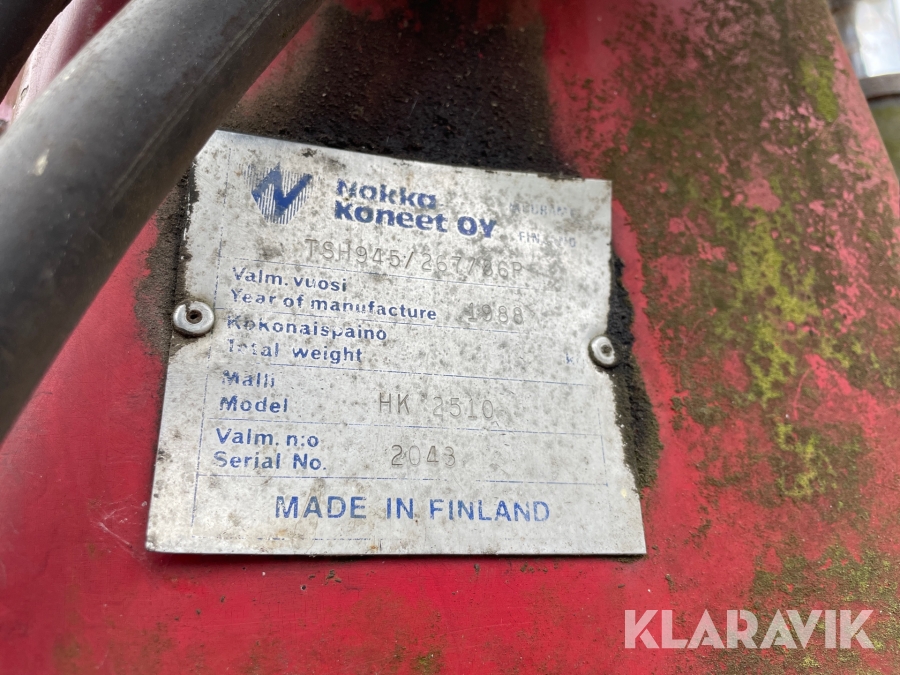 Nokka
Koneet OY
TSH945/267/86P
Valm. vuosi
Year of manufacture 1988
Kokonaispaino
Total weight
Malli
Model HK 2510
Valm. n:o
Serial No. 2043
MADE IN FINLAND
KLARAVIK